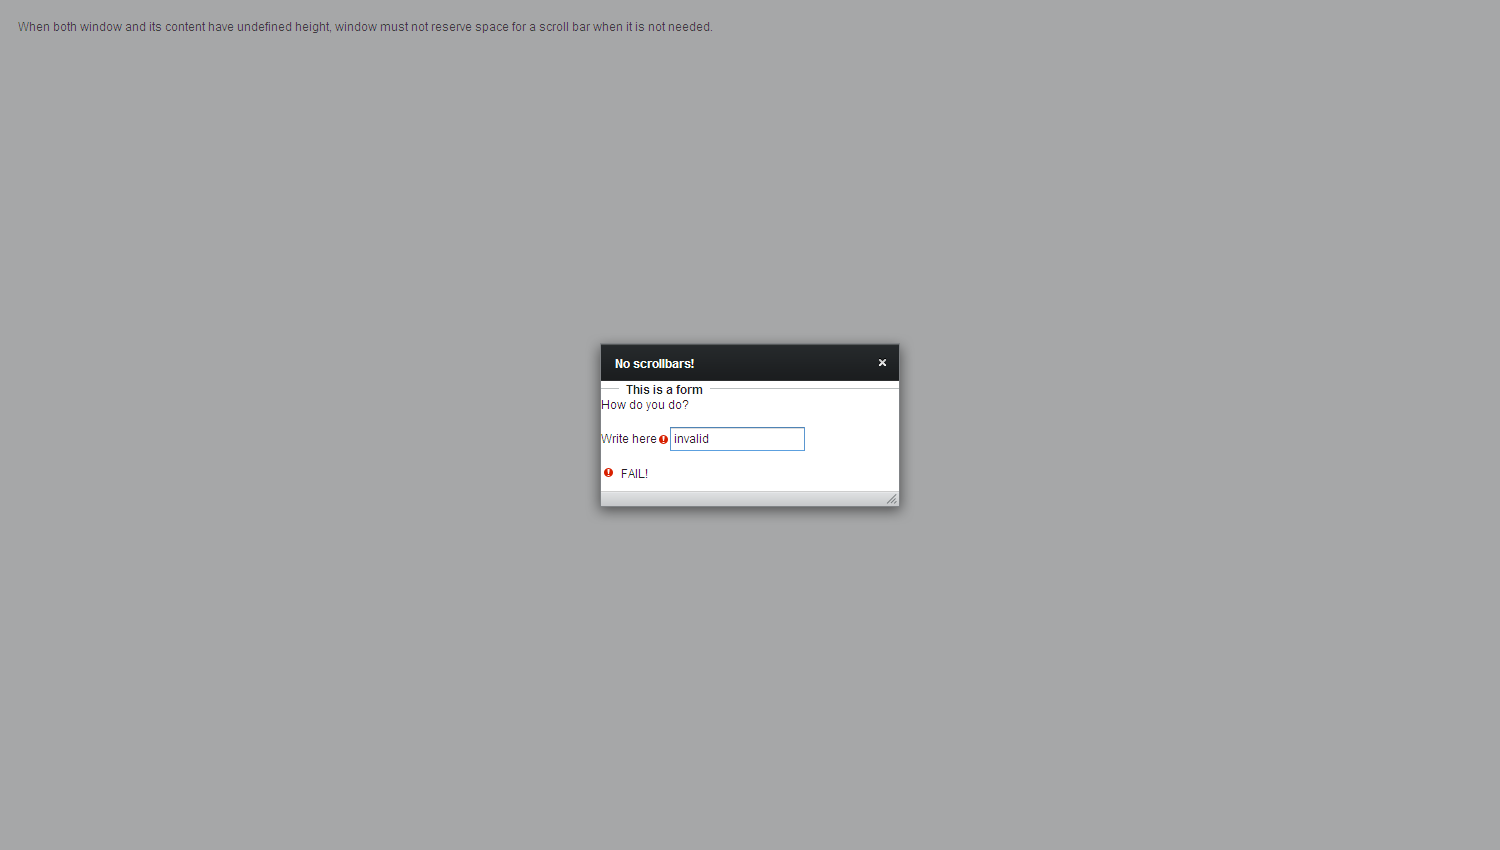 When both window and its content have undefined height, window must not reserve space for a scroll bar when it is not needed.
No scrollbars!
This is a form
How do you do?
Write here invalid
FAIL!